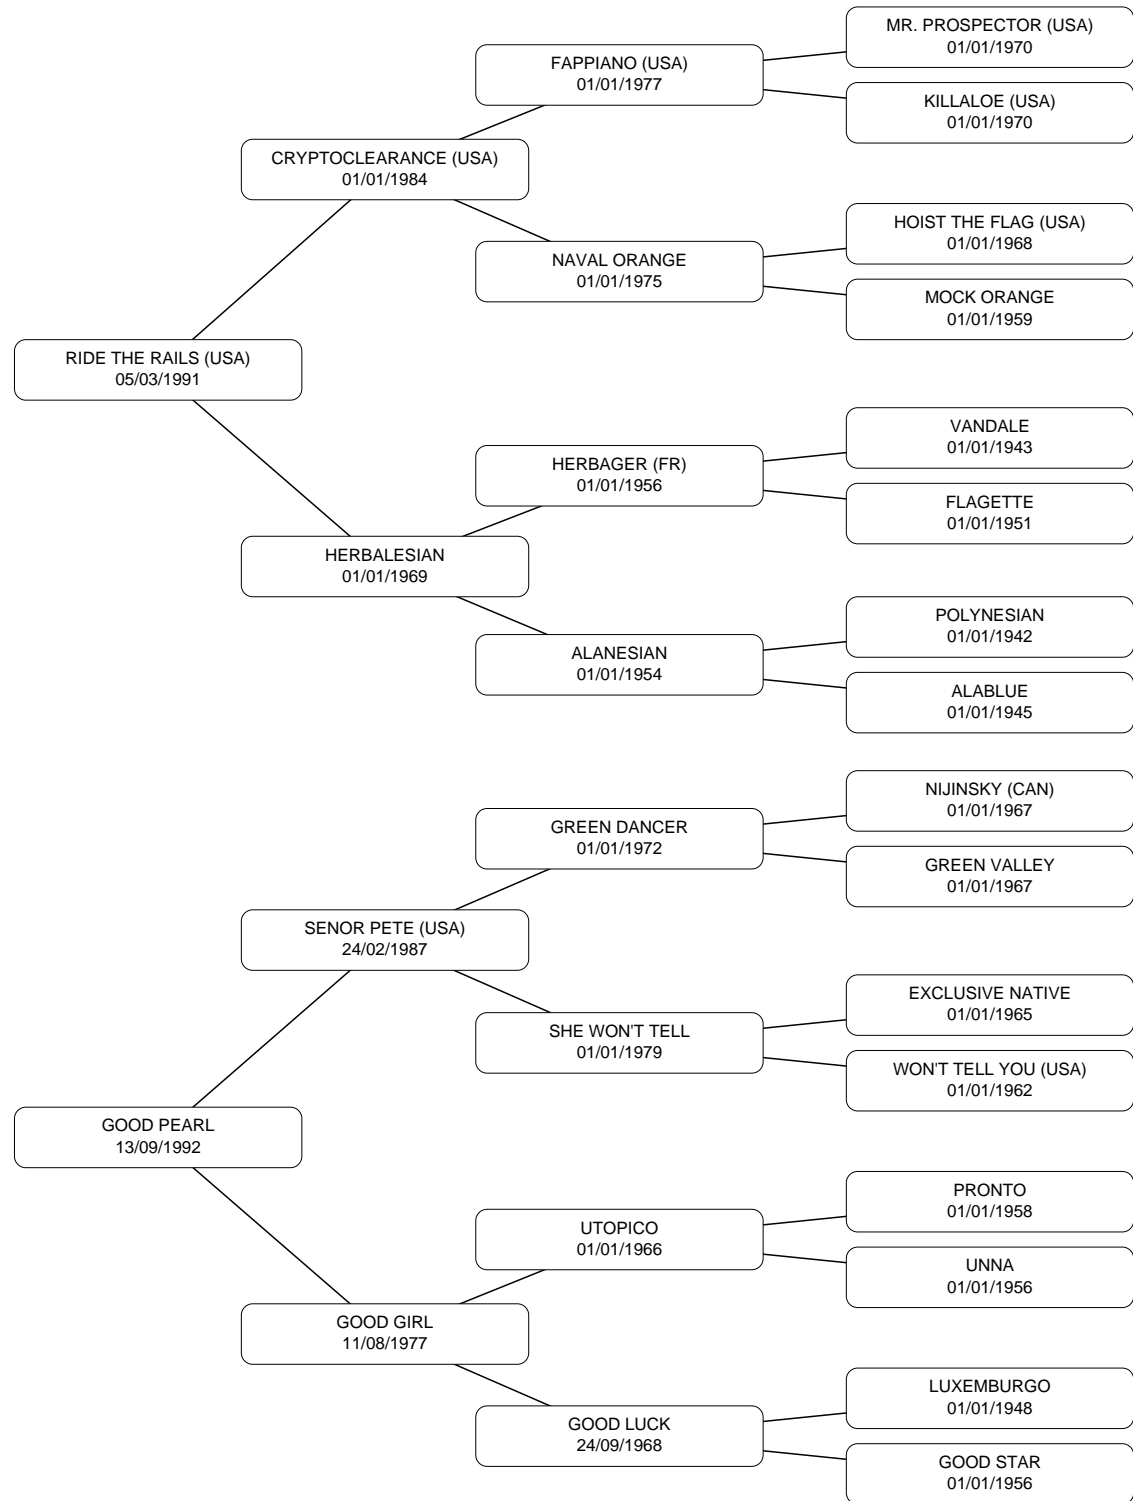 MR. PROSPECTOR (USA)
01/01/1970
FAPPIANO (USA)
01/01/1977
KILLALOE (USA)
01/01/1970
CRYPTOCLEARANCE (USA)
01/01/1984
HOIST THE FLAG (USA)
01/01/1968
NAVAL ORANGE
01/01/1975
MOCK ORANGE
01/01/1959
RIDE THE RAILS (USA)
05/03/1991
VANDALE
01/01/1943
HERBAGER (FR)
01/01/1956
FLAGETTE
01/01/1951
HERBALESIAN
01/01/1969
POLYNESIAN
01/01/1942
ALANESIAN
01/01/1954
ALABLUE
01/01/1945
NIJINSKY (CAN)
01/01/1967
GREEN DANCER
01/01/1972
GREEN VALLEY
01/01/1967
SENOR PETE (USA)
24/02/1987
EXCLUSIVE NATIVE
01/01/1965
SHE WON'T TELL
01/01/1979
WON'T TELL YOU (USA)
01/01/1962
GOOD PEARL
13/09/1992
PRONTO
01/01/1958
UTOPICO
01/01/1966
UNNA
01/01/1956
GOOD GIRL
11/08/1977
LUXEMBURGO
01/01/1948
GOOD LUCK
24/09/1968
GOOD STAR
01/01/1956